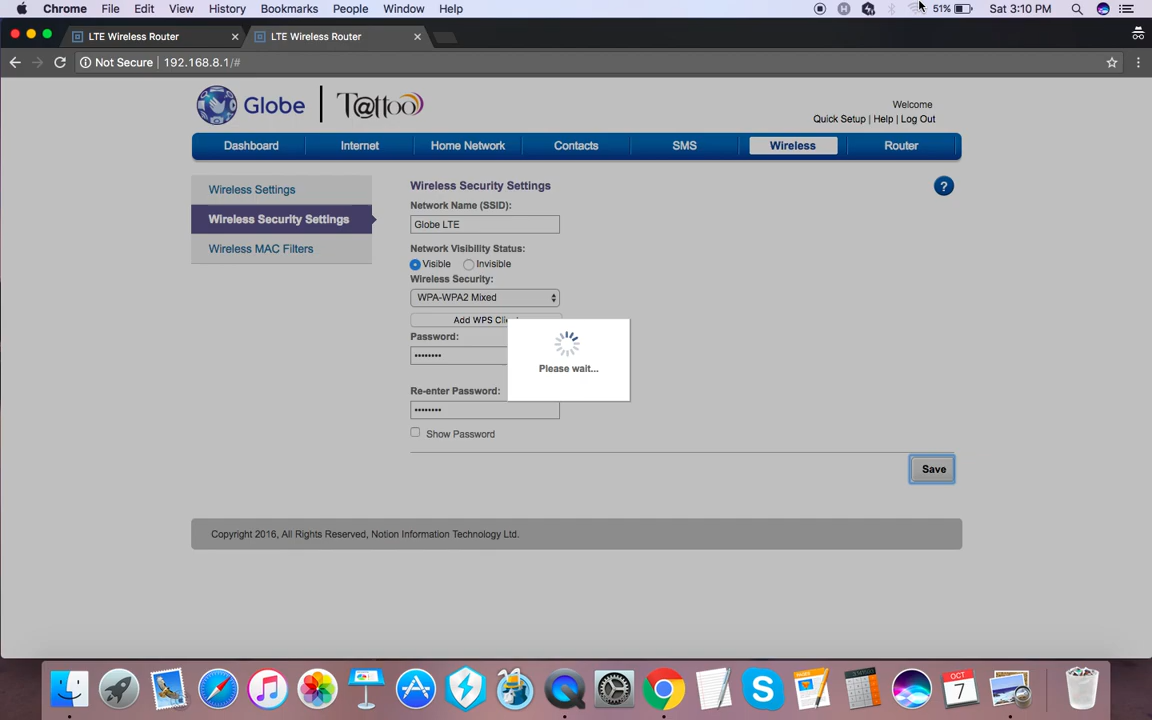 Chrome File Edit View History Bookmarks People Window Help 51% Sat 3:10 PM
LTE Wireless Router LTE Wireless Router
Not Secure 192.168.8.1/#
Globe T@ttoo
Welcome
Quick Setup | Help | Log Out
Dashboard Internet Home Network Contacts SMS Wireless Router
Wireless Settings
Wireless Security Settings
Wireless MAC Filters
Wireless Security Settings
?
Network Name (SSID):
Globe LTE
Network Visibility Status:
Visible Invisible
Wireless Security:
WPA-WPA2 Mixed
Add WPS Cli
Password:
••••••••
Please wait...
Re-enter Password:
••••••••
Show Password
Save
Copyright 2016, All Rights Reserved, Notion Information Technology Ltd.
OCT
7